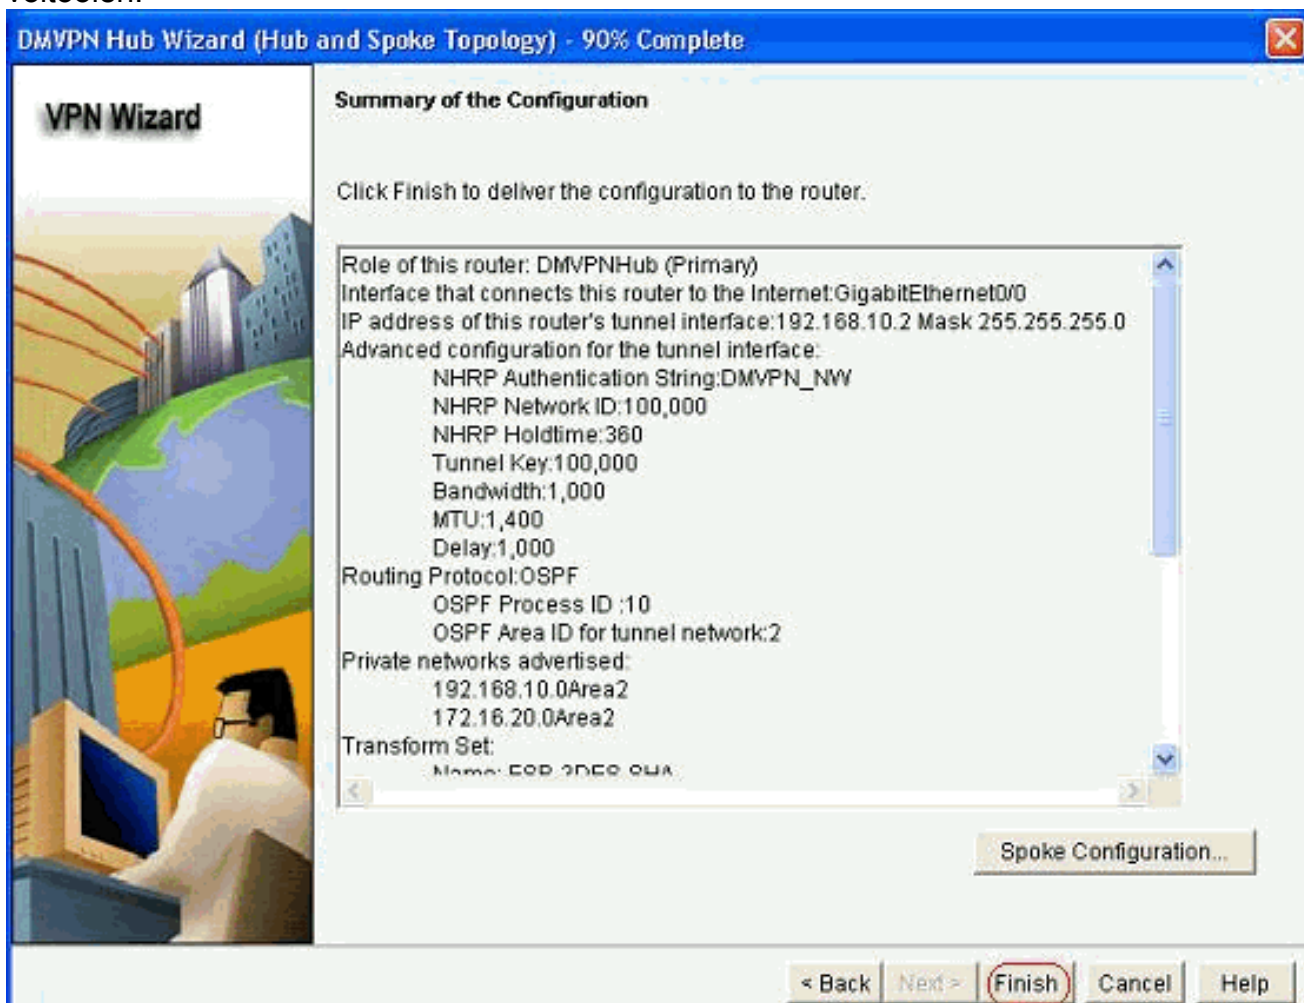 DMVPN Hub Wizard (Hub and Spoke Topology) - 90% Complete
VPN Wizard
Summary of the Configuration
Click Finish to deliver the configuration to the router.
Role of this router: DMVPNHub (Primary)
Interface that connects this router to the Internet:GigabitEthernet0/0
IP address of this router's tunnel interface:192.168.10.2 Mask 255.255.255.0
Advanced configuration for the tunnel interface:
NHRP Authentication String:DMVPN_NW
NHRP Network ID:100,000
NHRP Holdtime:360
Tunnel Key:100,000
Bandwidth:1,000
MTU:1,400
Delay:1,000
Routing Protocol:OSPF
OSPF Process ID :10
OSPF Area ID for tunnel network:2
Private networks advertised:
192.168.10.0Area2
172.16.20.0Area2
Transform Set:
Name: ESP-3DES-SHA
Spoke Configuration...
< Back Next > Finish Cancel Help